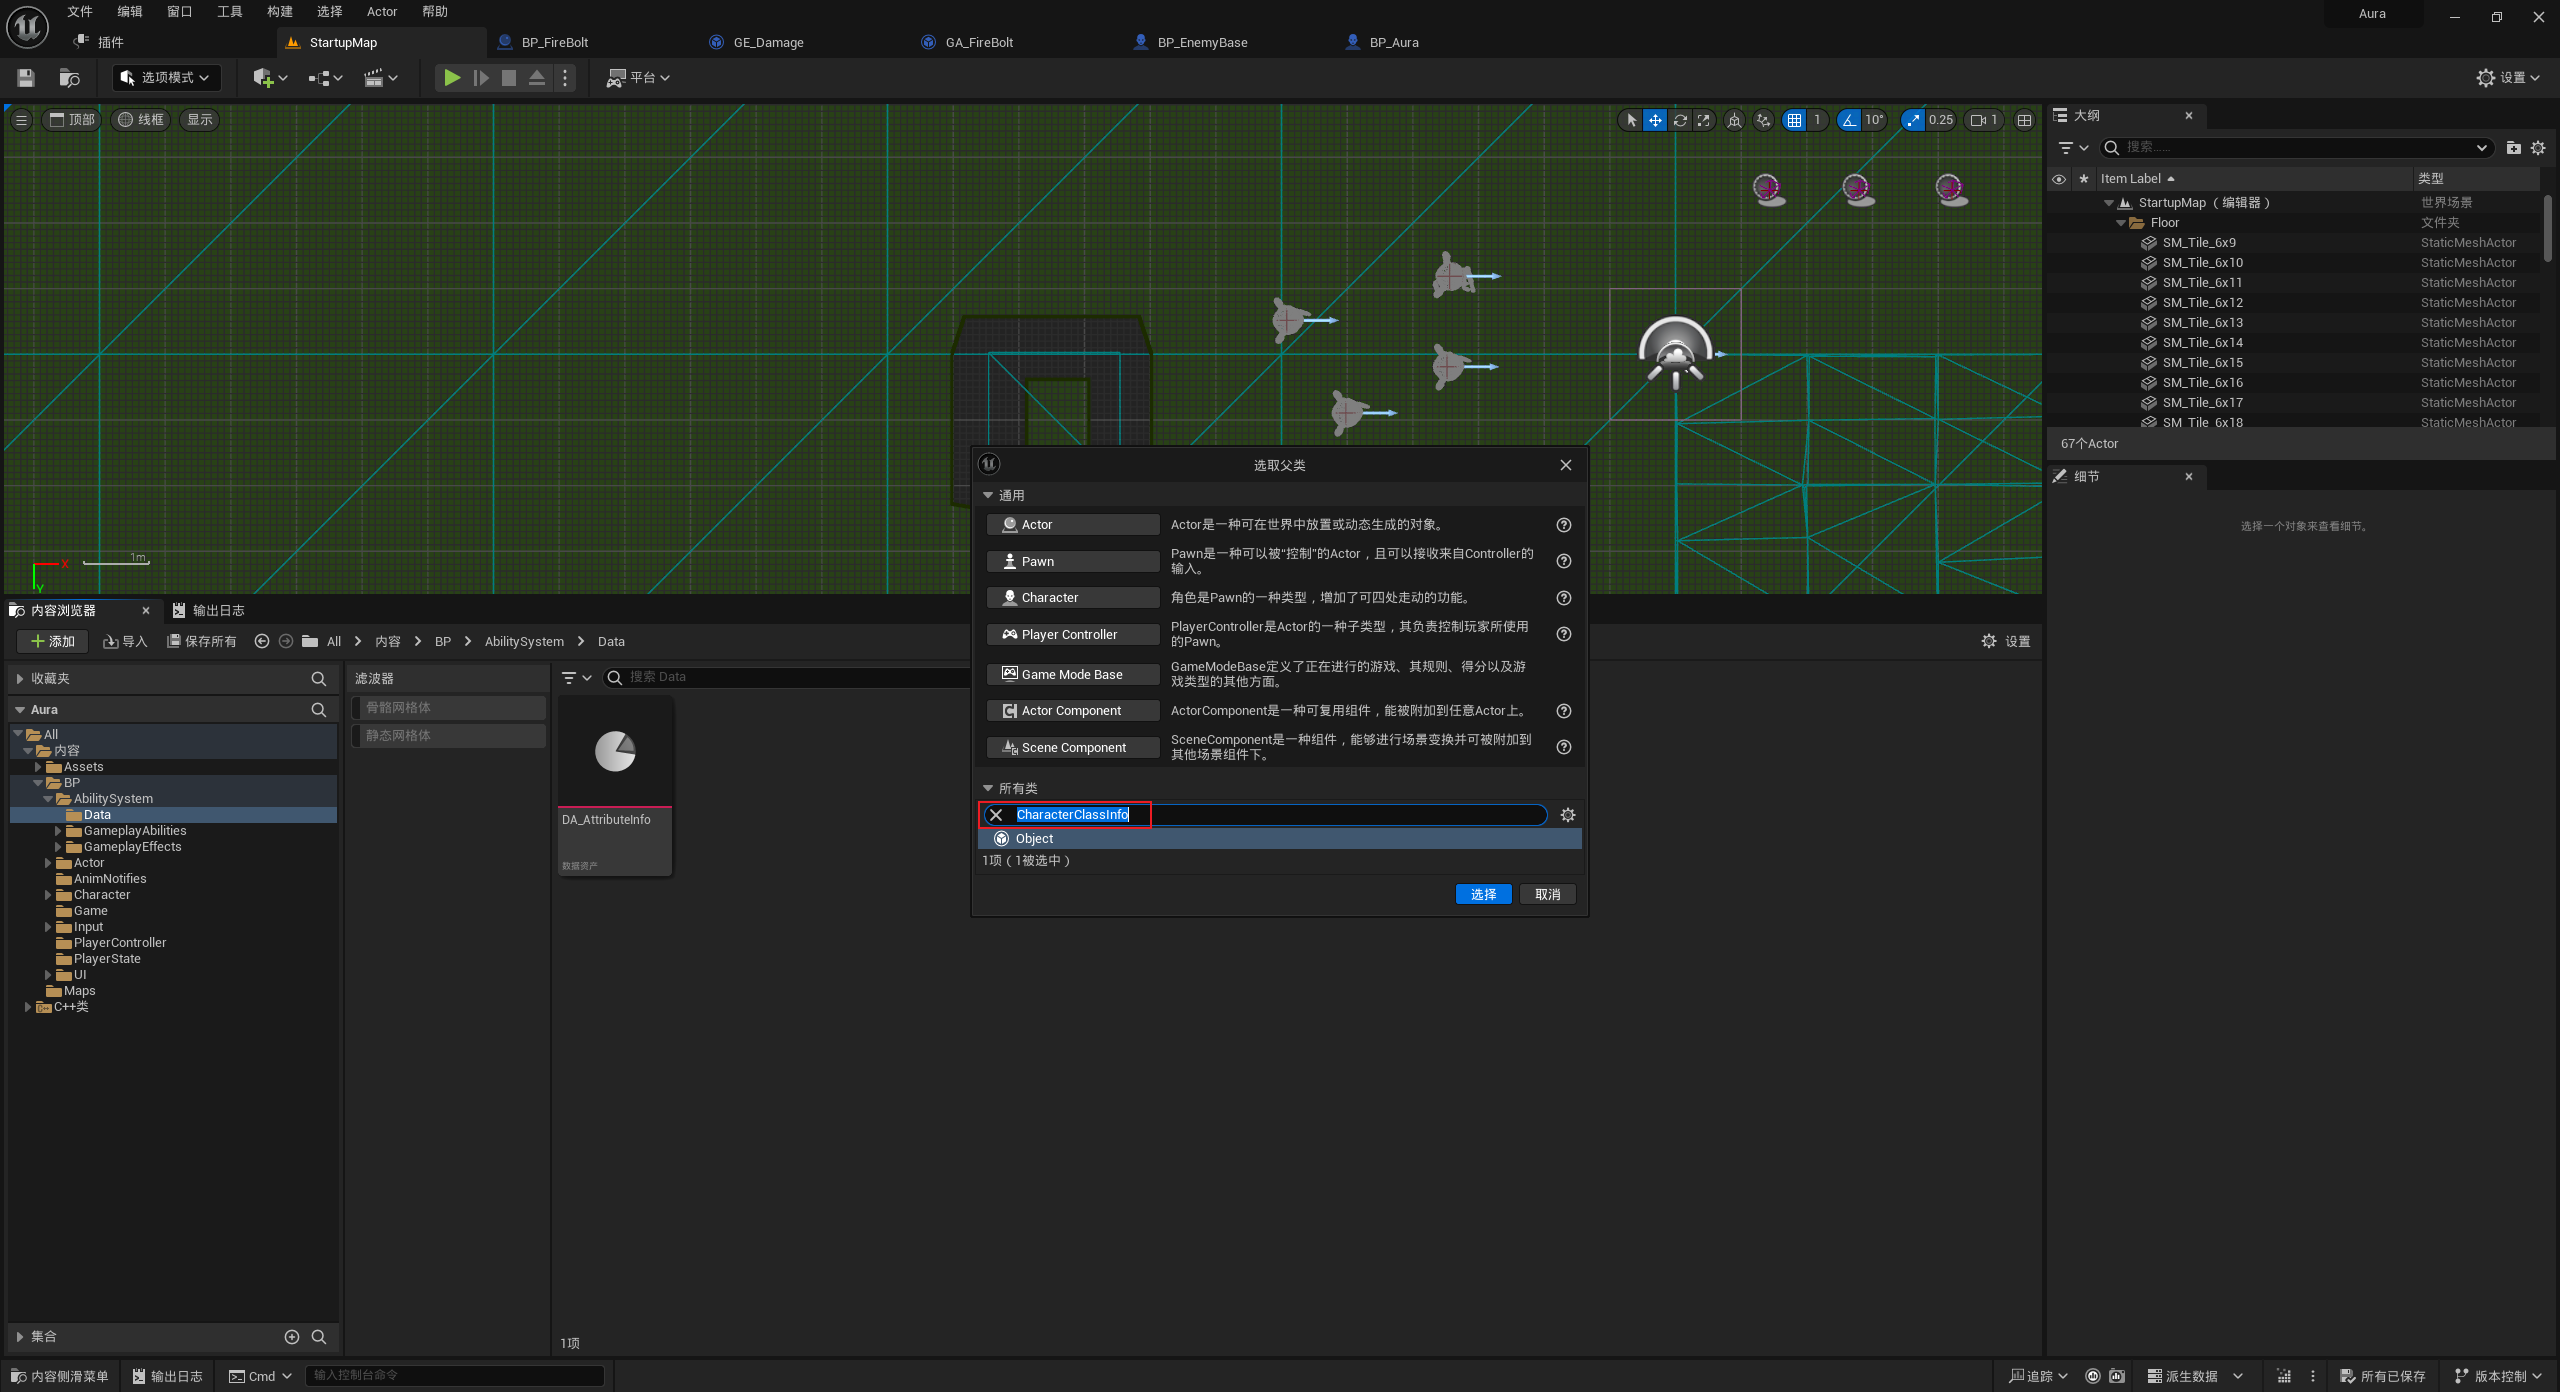 文件 编辑 窗口 工具 构建 选择 Actor 帮助
Aura
插件 StartupMap BP_FireBolt GE_Damage GA_FireBolt BP_EnemyBase BP_Aura
选项模式 平台 设置
顶部 线框 显示 1 10° 0.25 1
大纲
搜索......
Item Label 类型
StartupMap（编辑器） 世界场景
Floor 文件夹
SM_Tile_6x9 StaticMeshActor
SM_Tile_6x10 StaticMeshActor
SM_Tile_6x11 StaticMeshActor
SM_Tile_6x12 StaticMeshActor
SM_Tile_6x13 StaticMeshActor
SM_Tile_6x14 StaticMeshActor
SM_Tile_6x15 StaticMeshActor
SM_Tile_6x16 StaticMeshActor
SM_Tile_6x17 StaticMeshActor
SM_Tile_6x18 StaticMeshActor
67个Actor
细节
选择一个对象来查看细节。
1m
X
Y
选取父类
通用
Actor Actor是一种可在世界中放置或动态生成的对象。
Pawn Pawn是一种可以被“控制”的Actor，且可以接收来自Controller的
输入。
Character 角色是Pawn的一种类型，增加了可四处走动的功能。
Player Controller PlayerController是Actor的一种子类型，其负责控制玩家所使用
的Pawn。
Game Mode Base GameModeBase定义了正在进行的游戏、其规则、得分以及游
戏类型的其他方面。
Actor Component ActorComponent是一种可复用组件，能被附加到任意Actor上。
Scene Component SceneComponent是一种组件，能够进行场景变换并可被附加到
其他场景组件下。
所有类
CharacterClassInfo
Object
1项（1被选中）
选择 取消
内容浏览器 输出日志
添加 导入 保存所有 All 内容 BP AbilitySystem Data 设置
收藏夹
Aura
All
内容
Assets
BP
AbilitySystem
Data
GameplayAbilities
GameplayEffects
Actor
AnimNotifies
Character
Game
Input
PlayerController
PlayerState
UI
Maps
C++类
集合
滤波器
骨骼网格体
静态网格体
搜索 Data
DA_AttributeInfo
数据资产
1项
内容侧滑菜单 输出日志 Cmd 输入控制台命令 追踪 派生数据 所有已保存 版本控制